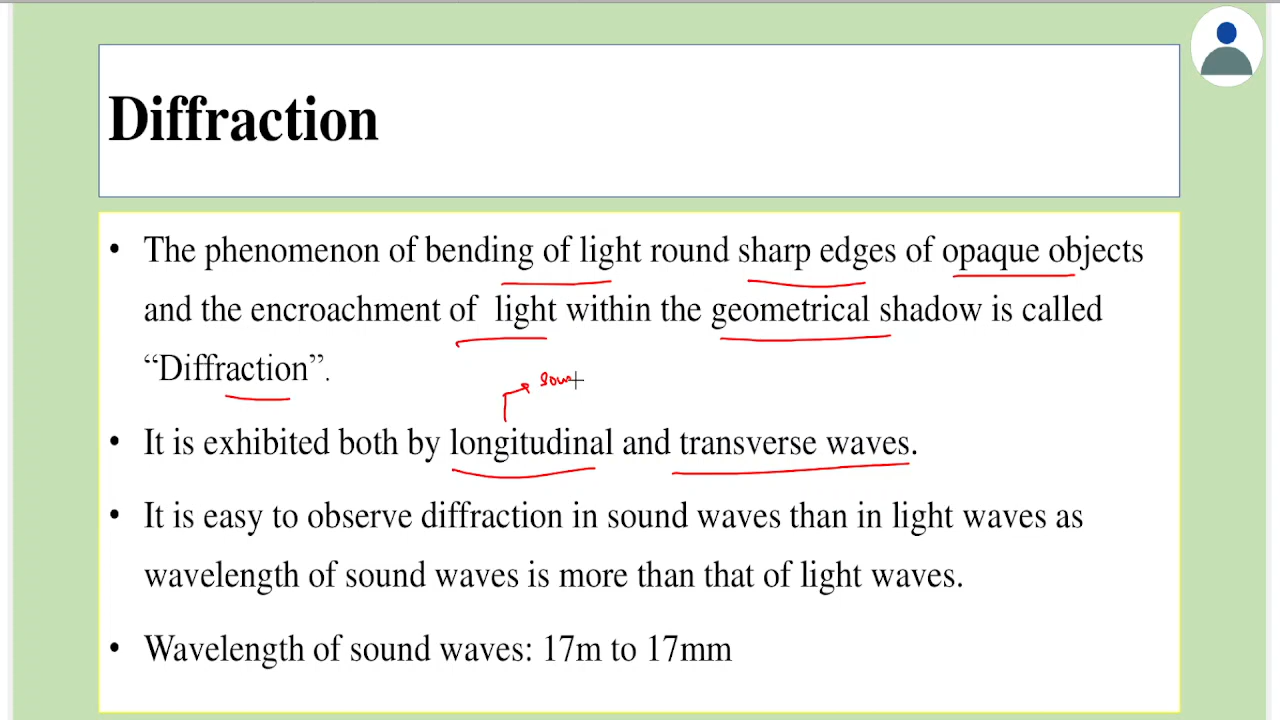 Diffraction
• The phenomenon of bending of light round sharp edges of opaque objects
and the encroachment of light within the geometrical shadow is called
“Diffraction”.
• It is exhibited both by longitudinal and transverse waves.
• It is easy to observe diffraction in sound waves than in light waves as
wavelength of sound waves is more than that of light waves.
• Wavelength of sound waves: 17m to 17mm